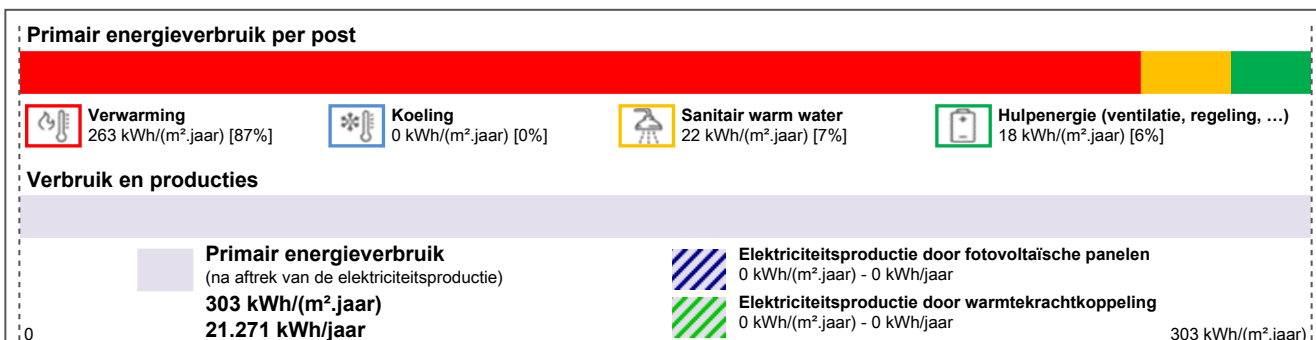 Primair energieverbruik per post
Verwarming
263 kWh/(m².jaar) [87%]
Koeling
0 kWh/(m².jaar) [0%]
Sanitair warm water
22 kWh/(m².jaar) [7%]
Hulpenergie (ventilatie, regeling, …)
18 kWh/(m².jaar) [6%]
Verbruik en producties
Primair energieverbruik
(na aftrek van de elektriciteitsproductie)
303 kWh/(m².jaar)
21.271 kWh/jaar
Elektriciteitsproductie door fotovoltaïsche panelen
0 kWh/(m².jaar) - 0 kWh/jaar
Elektriciteitsproductie door warmtekrachtkoppeling
0 kWh/(m².jaar) - 0 kWh/jaar
0
303 kWh/(m².jaar)